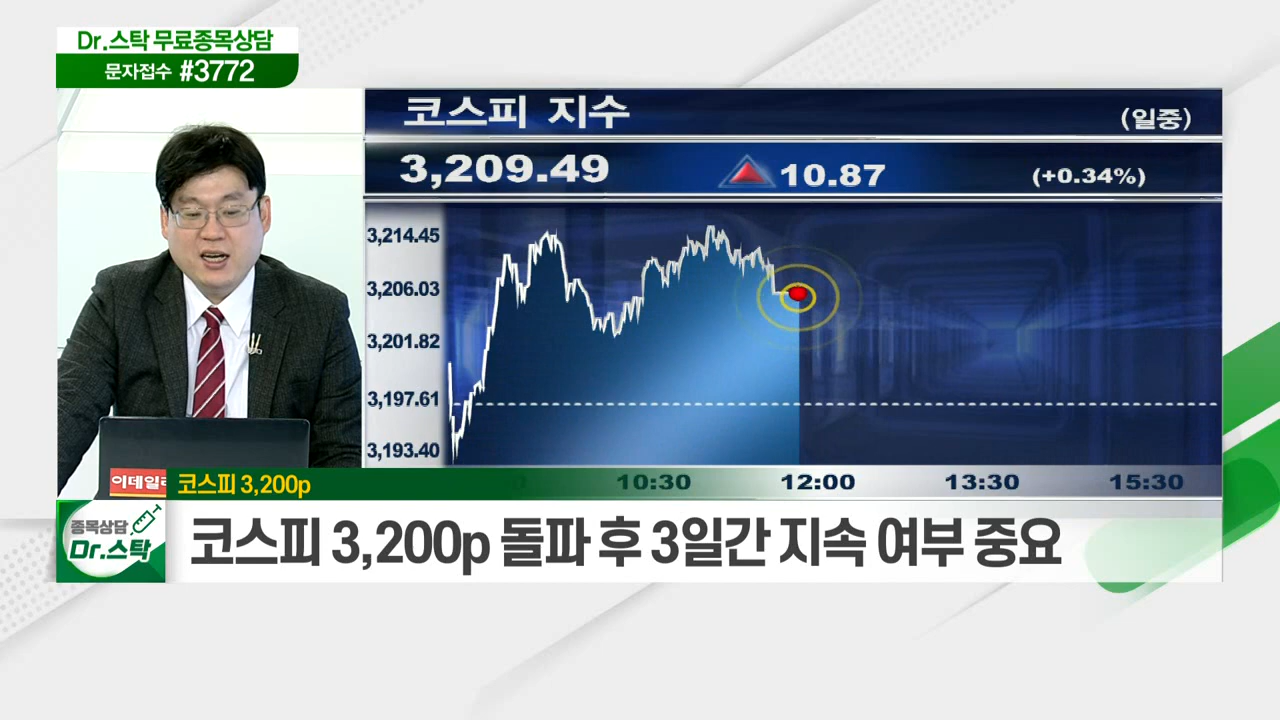 Dr.스탁 무료종목상담
문자접수 #3772
코스피 지수
(일중)
3,209.49
10.87
(+0.34%)
3,214.45
3,206.03
3,201.82
3,197.61
3,193.40
10:30 12:00 13:30 15:30
이데일리
코스피 3,200p
종목상담
Dr.스탁
코스피 3,200p 돌파 후 3일간 지속 여부 중요